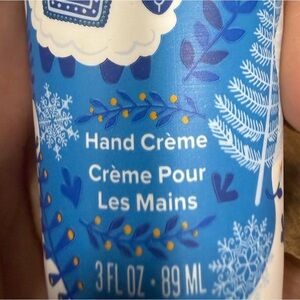 Hand Crème
Crème Pour
Les Mains
3 FL OZ • 89 ML